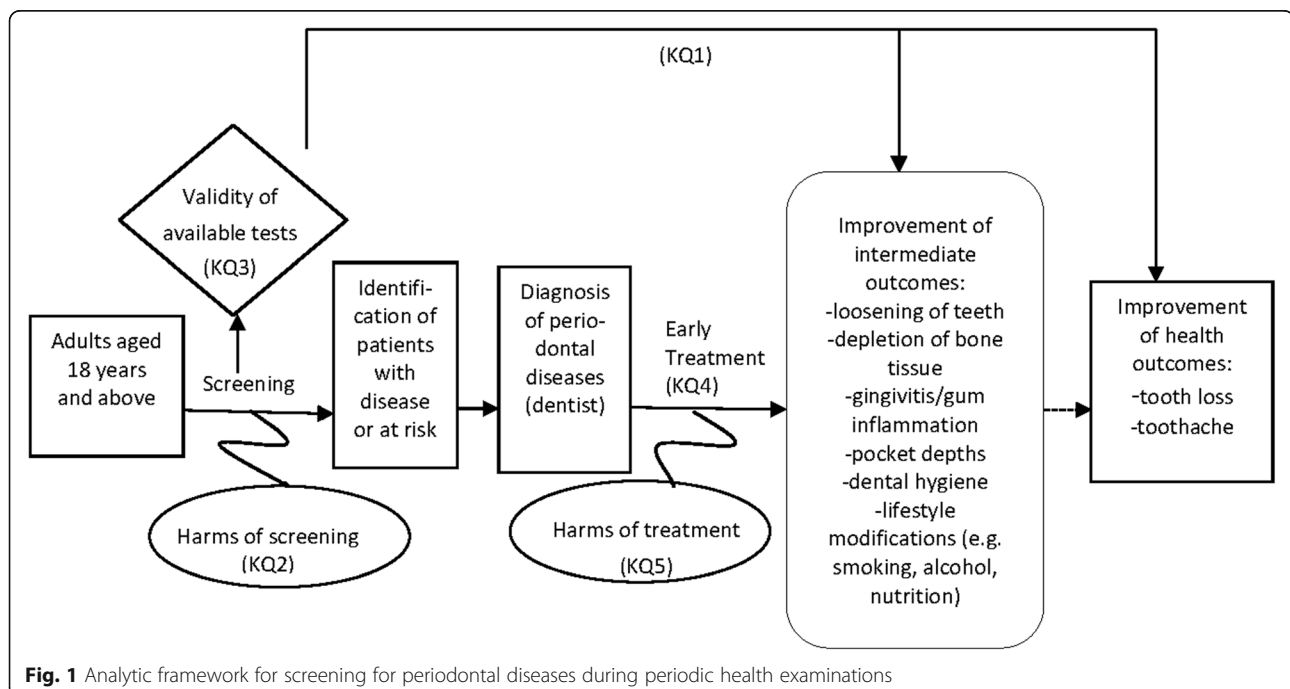 (KQ1)
Validity of
available tests
(KQ3)
Adults aged
18 years
and above
Screening
Identifi-
cation of
patients
with
disease
or at risk
Diagnosis
of perio-
dontal
diseases
(dentist)
Early
Treatment
(KQ4)
Harms of screening
(KQ2)
Harms of treatment
(KQ5)
Improvement of
intermediate
outcomes:
-loosening of teeth
-depletion of bone
tissue
-gingivitis/gum
inflammation
-pocket depths
-dental hygiene
-lifestyle
modifications (e.g.
smoking, alcohol,
nutrition)
Improvement
of health
outcomes:
-tooth loss
-toothache
Fig. 1 Analytic framework for screening for periodontal diseases during periodic health examinations